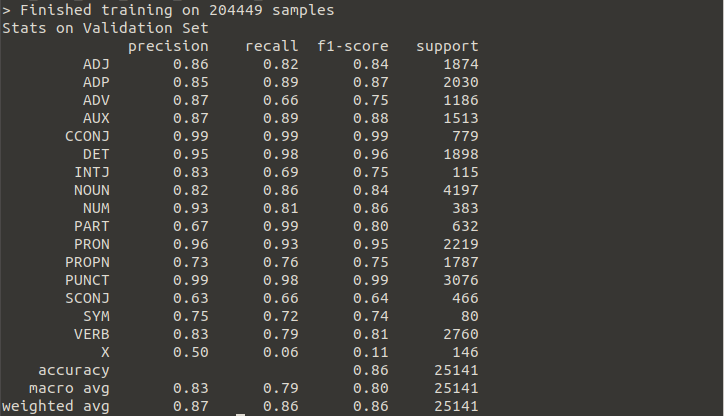 > Finished training on 204449 samples
Stats on Validation Set
precision recall f1-score support
ADJ 0.86 0.82 0.84 1874
ADP 0.85 0.89 0.87 2030
ADV 0.87 0.66 0.75 1186
AUX 0.87 0.89 0.88 1513
CCONJ 0.99 0.99 0.99 779
DET 0.95 0.98 0.96 1898
INTJ 0.83 0.69 0.75 115
NOUN 0.82 0.86 0.84 4197
NUM 0.93 0.81 0.86 383
PART 0.67 0.99 0.80 632
PRON 0.96 0.93 0.95 2219
PROPN 0.73 0.76 0.75 1787
PUNCT 0.99 0.98 0.99 3076
SCONJ 0.63 0.66 0.64 466
SYM 0.75 0.72 0.74 80
VERB 0.83 0.79 0.81 2760
X 0.50 0.06 0.11 146
accuracy 0.86 25141
macro avg 0.83 0.79 0.80 25141
weighted avg 0.87 0.86 0.86 25141